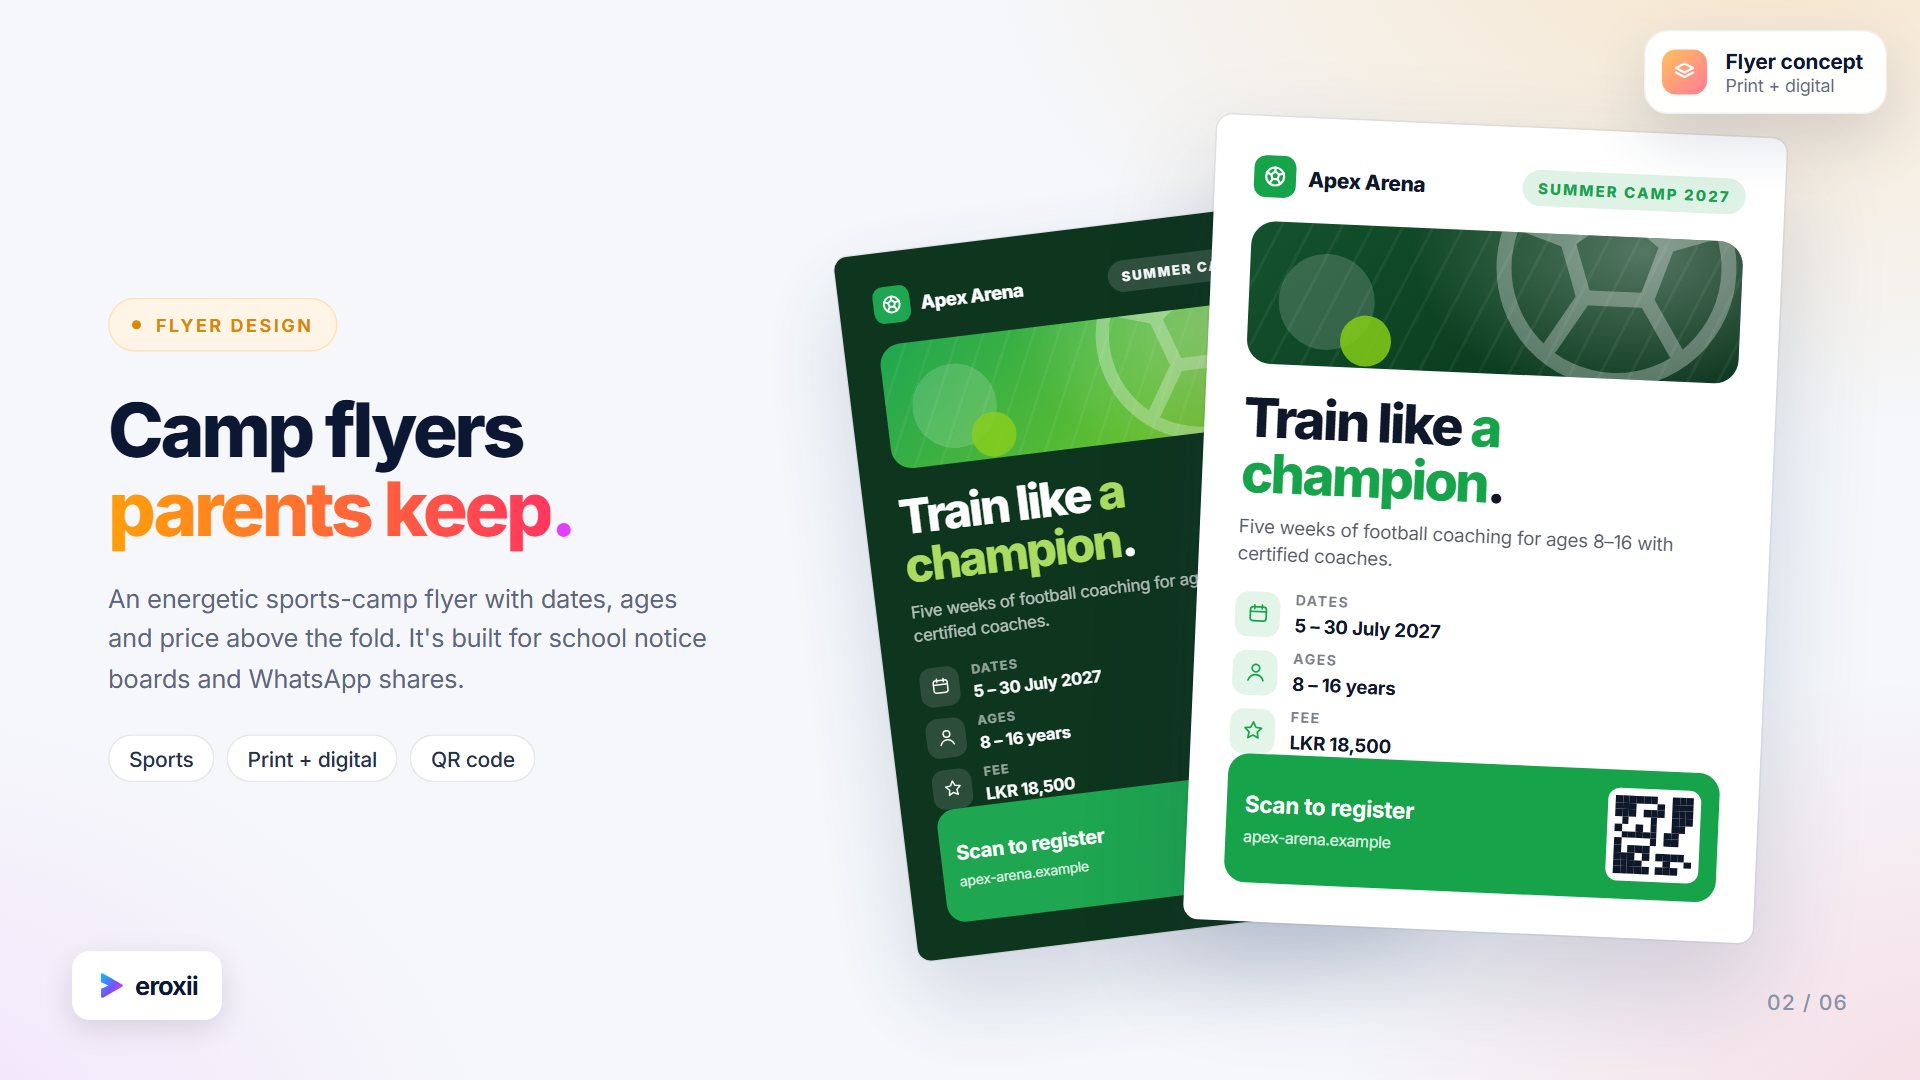 Flyer concept
Print + digital
FLYER DESIGN
Camp flyers
parents keep.
An energetic sports-camp flyer with dates, ages
and price above the fold. It's built for school notice
boards and WhatsApp shares.
Sports
Print + digital
QR code
Apex Arena
SUMMER CA
Train like a
champion.
Five weeks of football coaching for ag
certified coaches.
DATES
5 – 30 July 2027
AGES
8 – 16 years
FEE
LKR 18,500
Scan to register
apex-arena.example
Apex Arena
SUMMER CAMP 2027
Train like a
champion.
Five weeks of football coaching for ages 8–16 with
certified coaches.
DATES
5 – 30 July 2027
AGES
8 – 16 years
FEE
LKR 18,500
Scan to register
apex-arena.example
eroxii
02 / 06